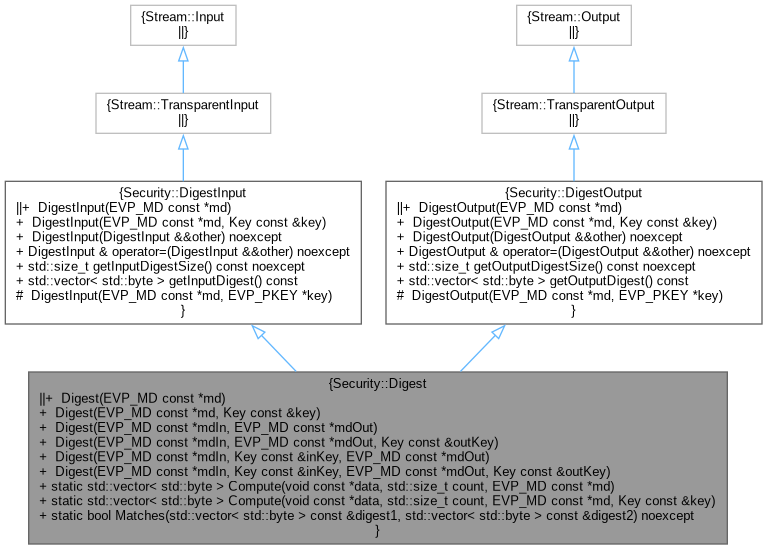 {Stream::Input
||}
{Stream::Output
||}
{Stream::TransparentInput
||}
{Stream::TransparentOutput
||}
{Security::DigestInput
||+  DigestInput(EVP_MD const *md)
+  DigestInput(EVP_MD const *md, Key const &key)
+  DigestInput(DigestInput &&other) noexcept
+ DigestInput & operator=(DigestInput &&other) noexcept
+ std::size_t getInputDigestSize() const noexcept
+ std::vector< std::byte > getInputDigest() const
#  DigestInput(EVP_MD const *md, EVP_PKEY *key)
}
{Security::DigestOutput
||+  DigestOutput(EVP_MD const *md)
+  DigestOutput(EVP_MD const *md, Key const &key)
+  DigestOutput(DigestOutput &&other) noexcept
+ DigestOutput & operator=(DigestOutput &&other) noexcept
+ std::size_t getOutputDigestSize() const noexcept
+ std::vector< std::byte > getOutputDigest() const
#  DigestOutput(EVP_MD const *md, EVP_PKEY *key)
}
{Security::Digest
||+  Digest(EVP_MD const *md)
+  Digest(EVP_MD const *md, Key const &key)
+  Digest(EVP_MD const *mdIn, EVP_MD const *mdOut)
+  Digest(EVP_MD const *mdIn, EVP_MD const *mdOut, Key const &outKey)
+  Digest(EVP_MD const *mdIn, Key const &inKey, EVP_MD const *mdOut)
+  Digest(EVP_MD const *mdIn, Key const &inKey, EVP_MD const *mdOut, Key const &outKey)
+ static std::vector< std::byte > Compute(void const *data, std::size_t count, EVP_MD const *md)
+ static std::vector< std::byte > Compute(void const *data, std::size_t count, EVP_MD const *md, Key const &key)
+ static bool Matches(std::vector< std::byte > const &digest1, std::vector< std::byte > const &digest2) noexcept
}